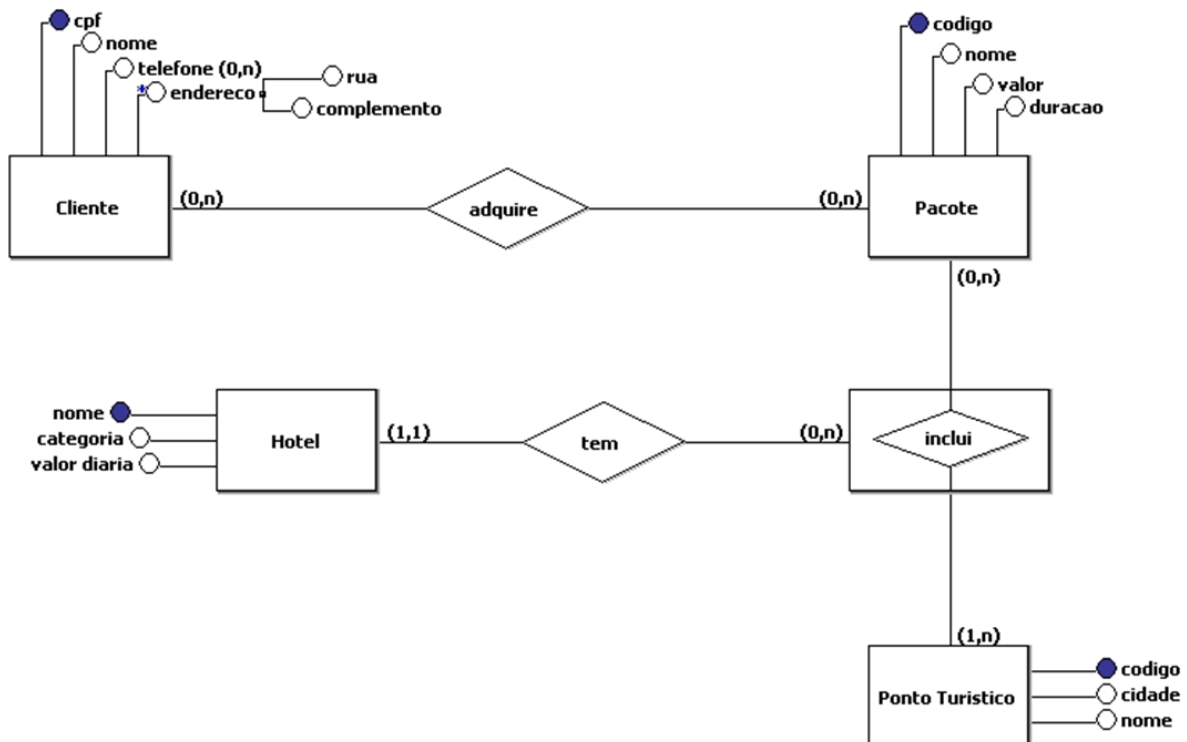 cpf
nome
telefone (0,n)
* endereco
rua
complemento
codigo
nome
valor
duracao
Cliente
(0,n)
adquire
(0,n)
Pacote
(0,n)
nome
categoria
valor diaria
Hotel
(1,1)
tem
(0,n)
inclui
(1,n)
Ponto Turistico
codigo
cidade
nome